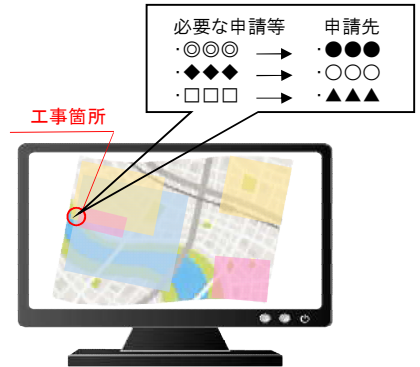 必要な申請等 申請先
・◎◎◎ → ・●●●
・◆◆◆ → ・○○○
・□□□ → ・▲▲▲
工事箇所